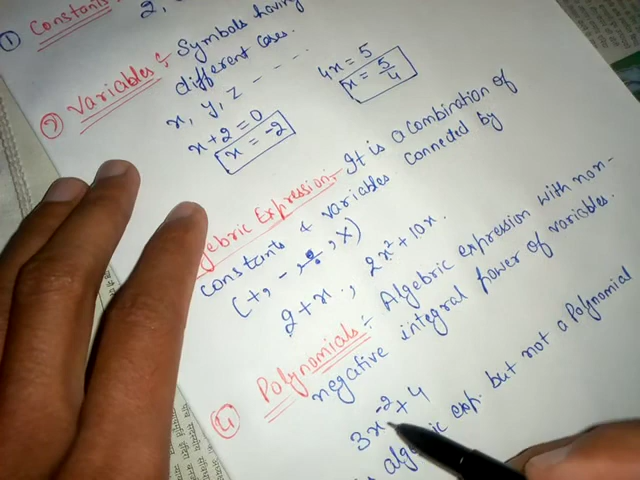 ① Constants:
2,
② Variables:- Symbols having
different cases.
x, y, z - - - -
x+2=0
x = -2
4x = 5
x = 5/4
gebric Expression:- It is a combination of
constants & variables conneded by
(+, -, ÷, x)
2+x, 2x²+10x.
④ Polynomials:- Algebric expression with non-
negative integral power of variables.
3x⁻²+4
algebric exp. but not a Polynomial